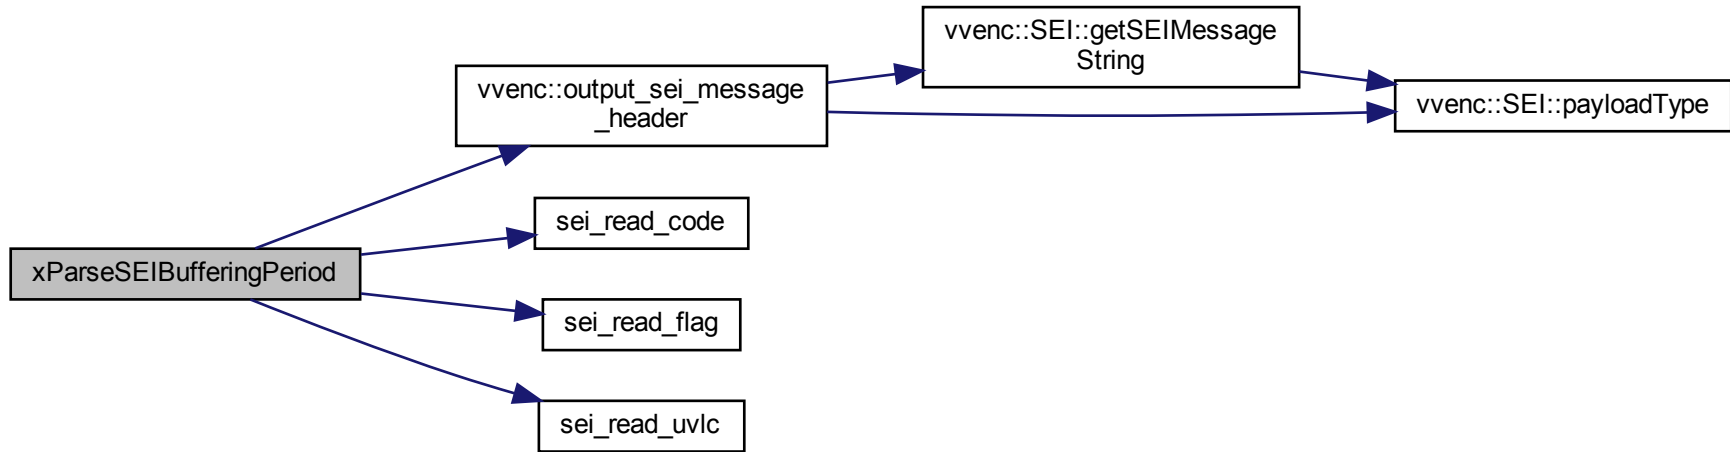 vvenc::SEI::getSEIMessage
String
vvenc::output_sei_message
_header
vvenc::SEI::payloadType
sei_read_code
xParseSEIBufferingPeriod
sei_read_flag
sei_read_uvlc